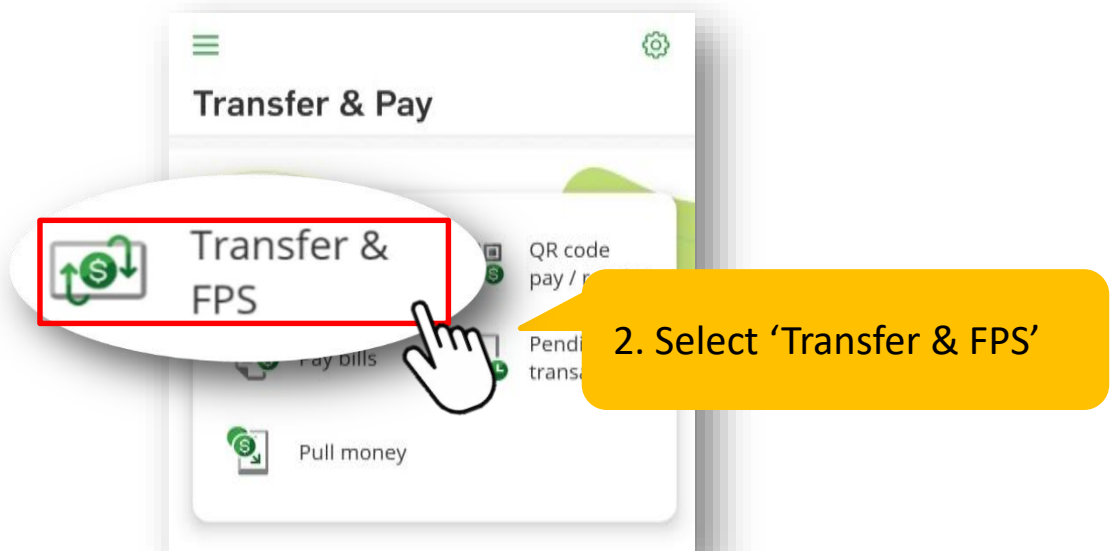 Transfer & Pay
Transfer &
FPS
QR code
pay /
2. Select ‘Transfer & FPS’
Pay bills
Pull money